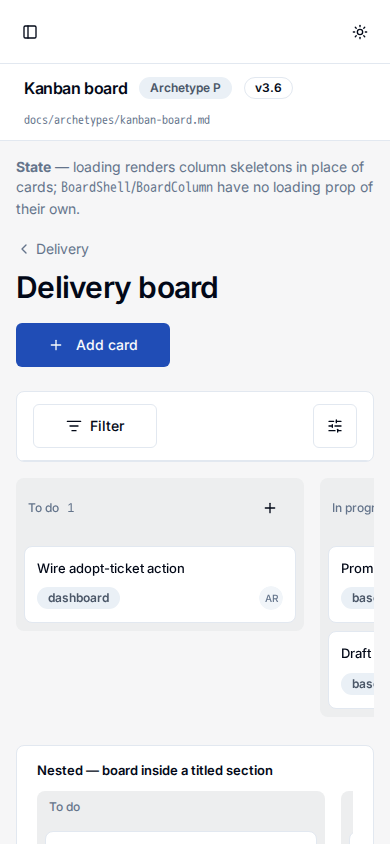 Kanban board Archetype P v3.6
docs/archetypes/kanban-board.md
State — loading renders column skeletons in place of
cards; BoardShell/BoardColumn have no loading prop of
their own.
Delivery
Delivery board
Add card
Filter
To do 1
In progr
Wire adopt-ticket action
dashboard AR
Prom
base
Draft
base
Nested — board inside a titled section
To do